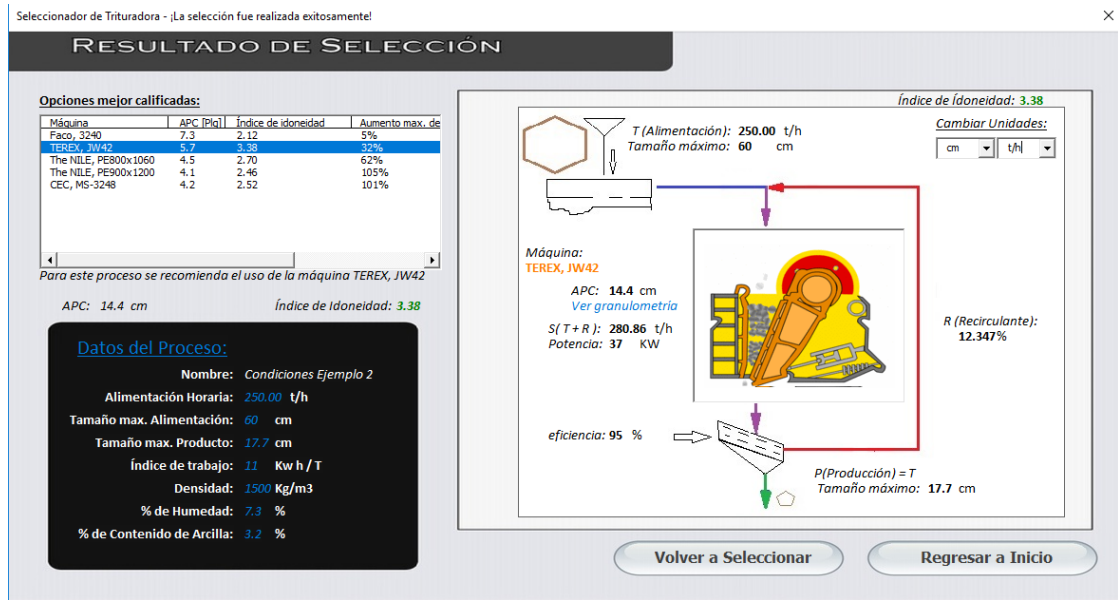 Seleccionador de Trituradora - ¡La selección fue realizada exitosamente!
RESULTADO DE SELECCIÓN
Opciones mejor calificadas:
Máquina APC [Plg] Índice de idoneidad Aumento max. de
Faco, 3240 7.3 2.12 5%
TEREX, JW42 5.7 3.38 32%
The NILE, PE800x1060 4.5 2.70 62%
The NILE, PE900x1200 4.1 2.46 105%
CEC, MS-3248 4.2 2.52 101%
Para este proceso se recomienda el uso de la máquina TEREX, JW42
APC: 14.4 cm Índice de Idoneidad: 3.38
Datos del Proceso:
Nombre: Condiciones Ejemplo 2
Alimentación Horaria: 250.00 t/h
Tamaño max. Alimentación: 60 cm
Tamaño max. Producto: 17.7 cm
Índice de trabajo: 11 Kw h / T
Densidad: 1500 Kg/m3
% de Humedad: 7.3 %
% de Contenido de Arcilla: 3.2 %
Índice de Ídoneidad: 3.38
T (Alimentación): 250.00 t/h
Tamaño máximo: 60 cm
Cambiar Unidades:
cm t/h
Máquina:
TEREX, JW42
APC: 14.4 cm
Ver granulometría
S( T + R ): 280.86 t/h
Potencia: 37 KW
R (Recirculante):
12.347%
eficiencia: 95 %
P(Producción) = T
Tamaño máximo: 17.7 cm
Volver a Seleccionar
Regresar a Inicio